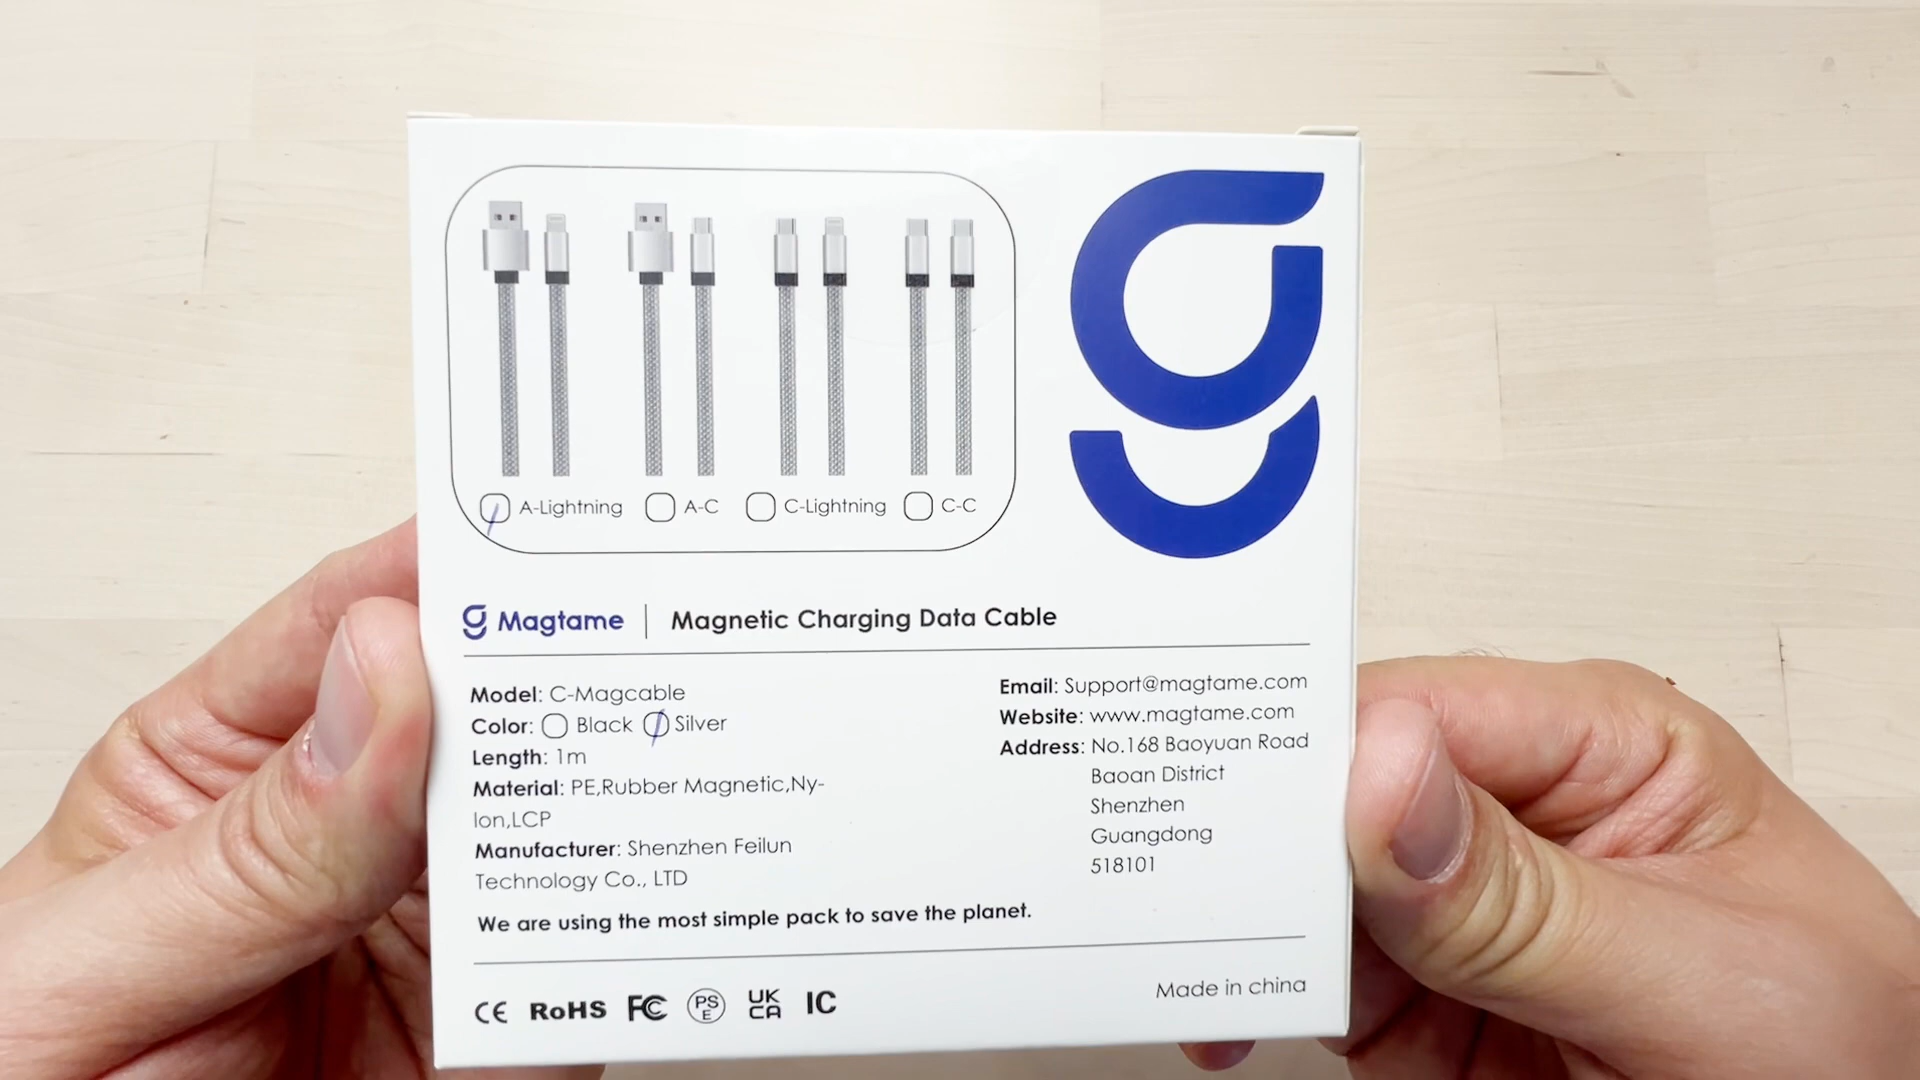 A-Lightning A-C C-Lightning C-C
Magtame | Magnetic Charging Data Cable
Model: C-Magcable
Color: Black Silver
Length: 1m
Material: PE,Rubber Magnetic,Ny-
lon,LCP
Manufacturer: Shenzhen Feilun
Technology Co., LTD
Email: Support@magtame.com
Website: www.magtame.com
Address: No.168 Baoyuan Road
Baoan District
Shenzhen
Guangdong
518101
We are using the most simple pack to save the planet.
CE RoHS FC PSE UKCA IC
Made in china